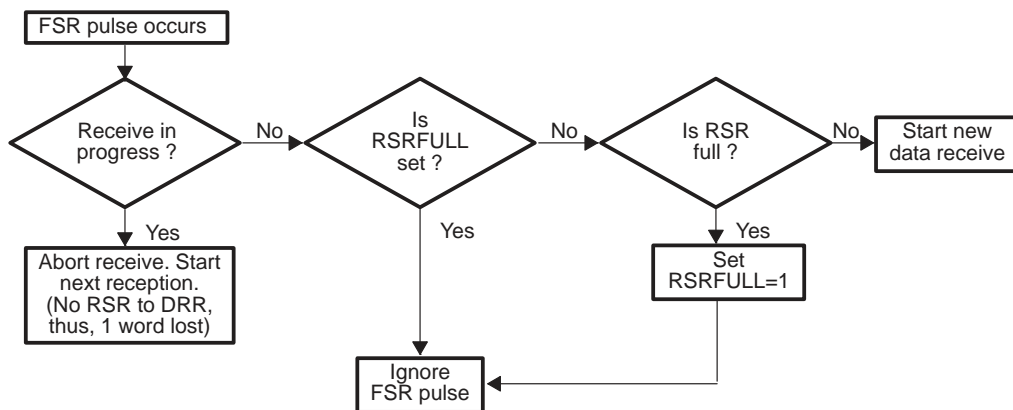 FSR pulse occurs
Receive in
progress ?
No
Is
RSRFULL
set ?
No
Is RSR
full ?
No
Start new
data receive
Yes
Abort receive. Start
next reception.
(No RSR to DRR,
thus, 1 word lost)
Yes
Yes
Set
RSRFULL=1
Ignore
FSR pulse